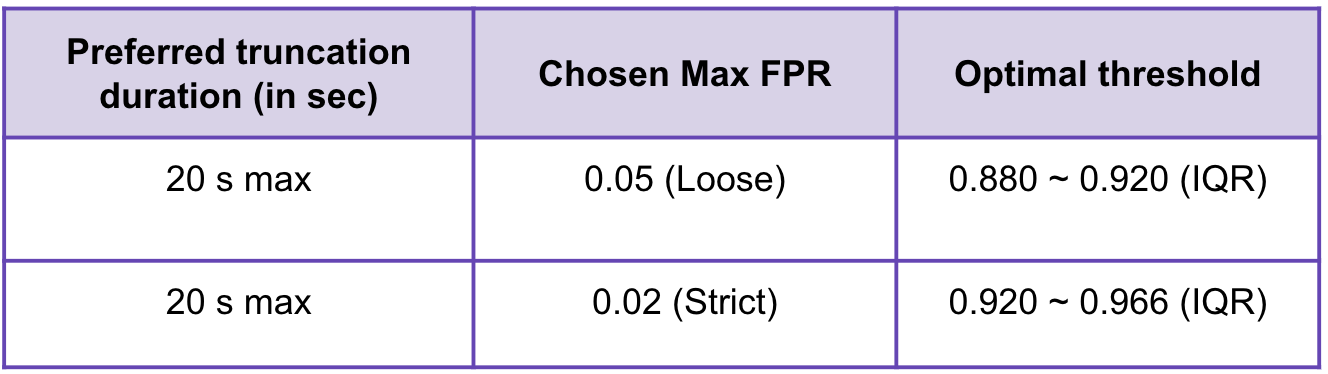 Preferred truncation
duration (in sec)
Chosen Max FPR
Optimal threshold
20 s max
0.05 (Loose)
0.880 ~ 0.920 (IQR)
20 s max
0.02 (Strict)
0.920 ~ 0.966 (IQR)